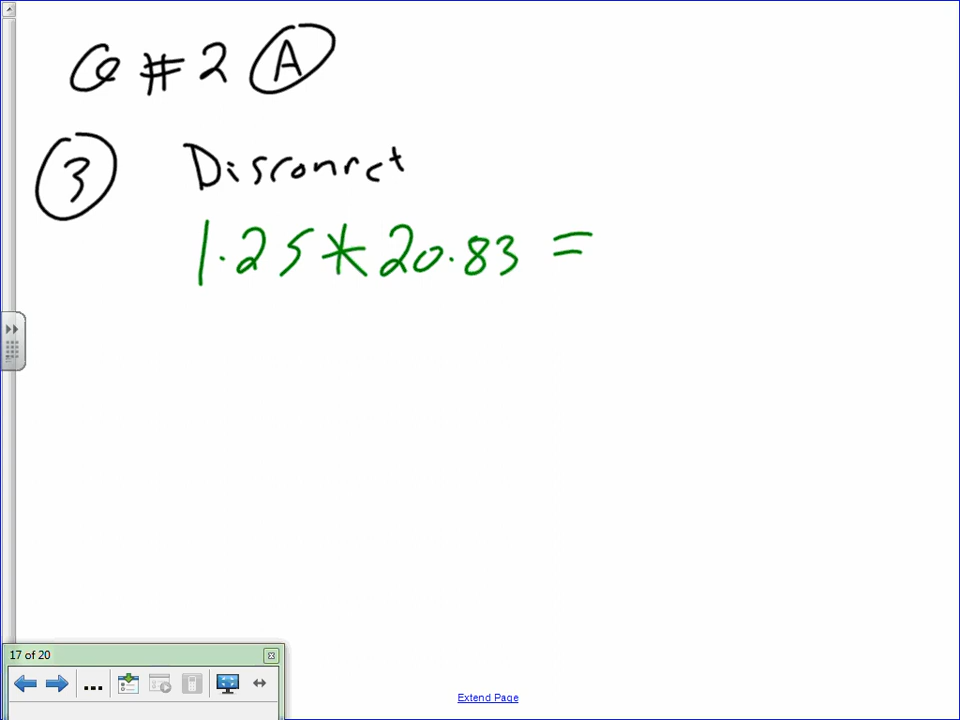 Q #2 A
3 Disconnect
1.25 * 20.83 =
17 of 20
...
Extend Page